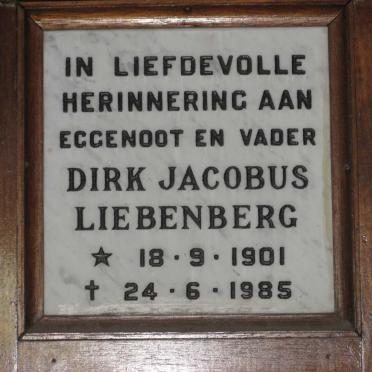 IN LIEFDEVOLLE
HERINNERING AAN
EGGENOOT EN VADER
DIRK JACOBUS
LIEBENBERG
★ 18·9·1901
✝ 24·6·1985